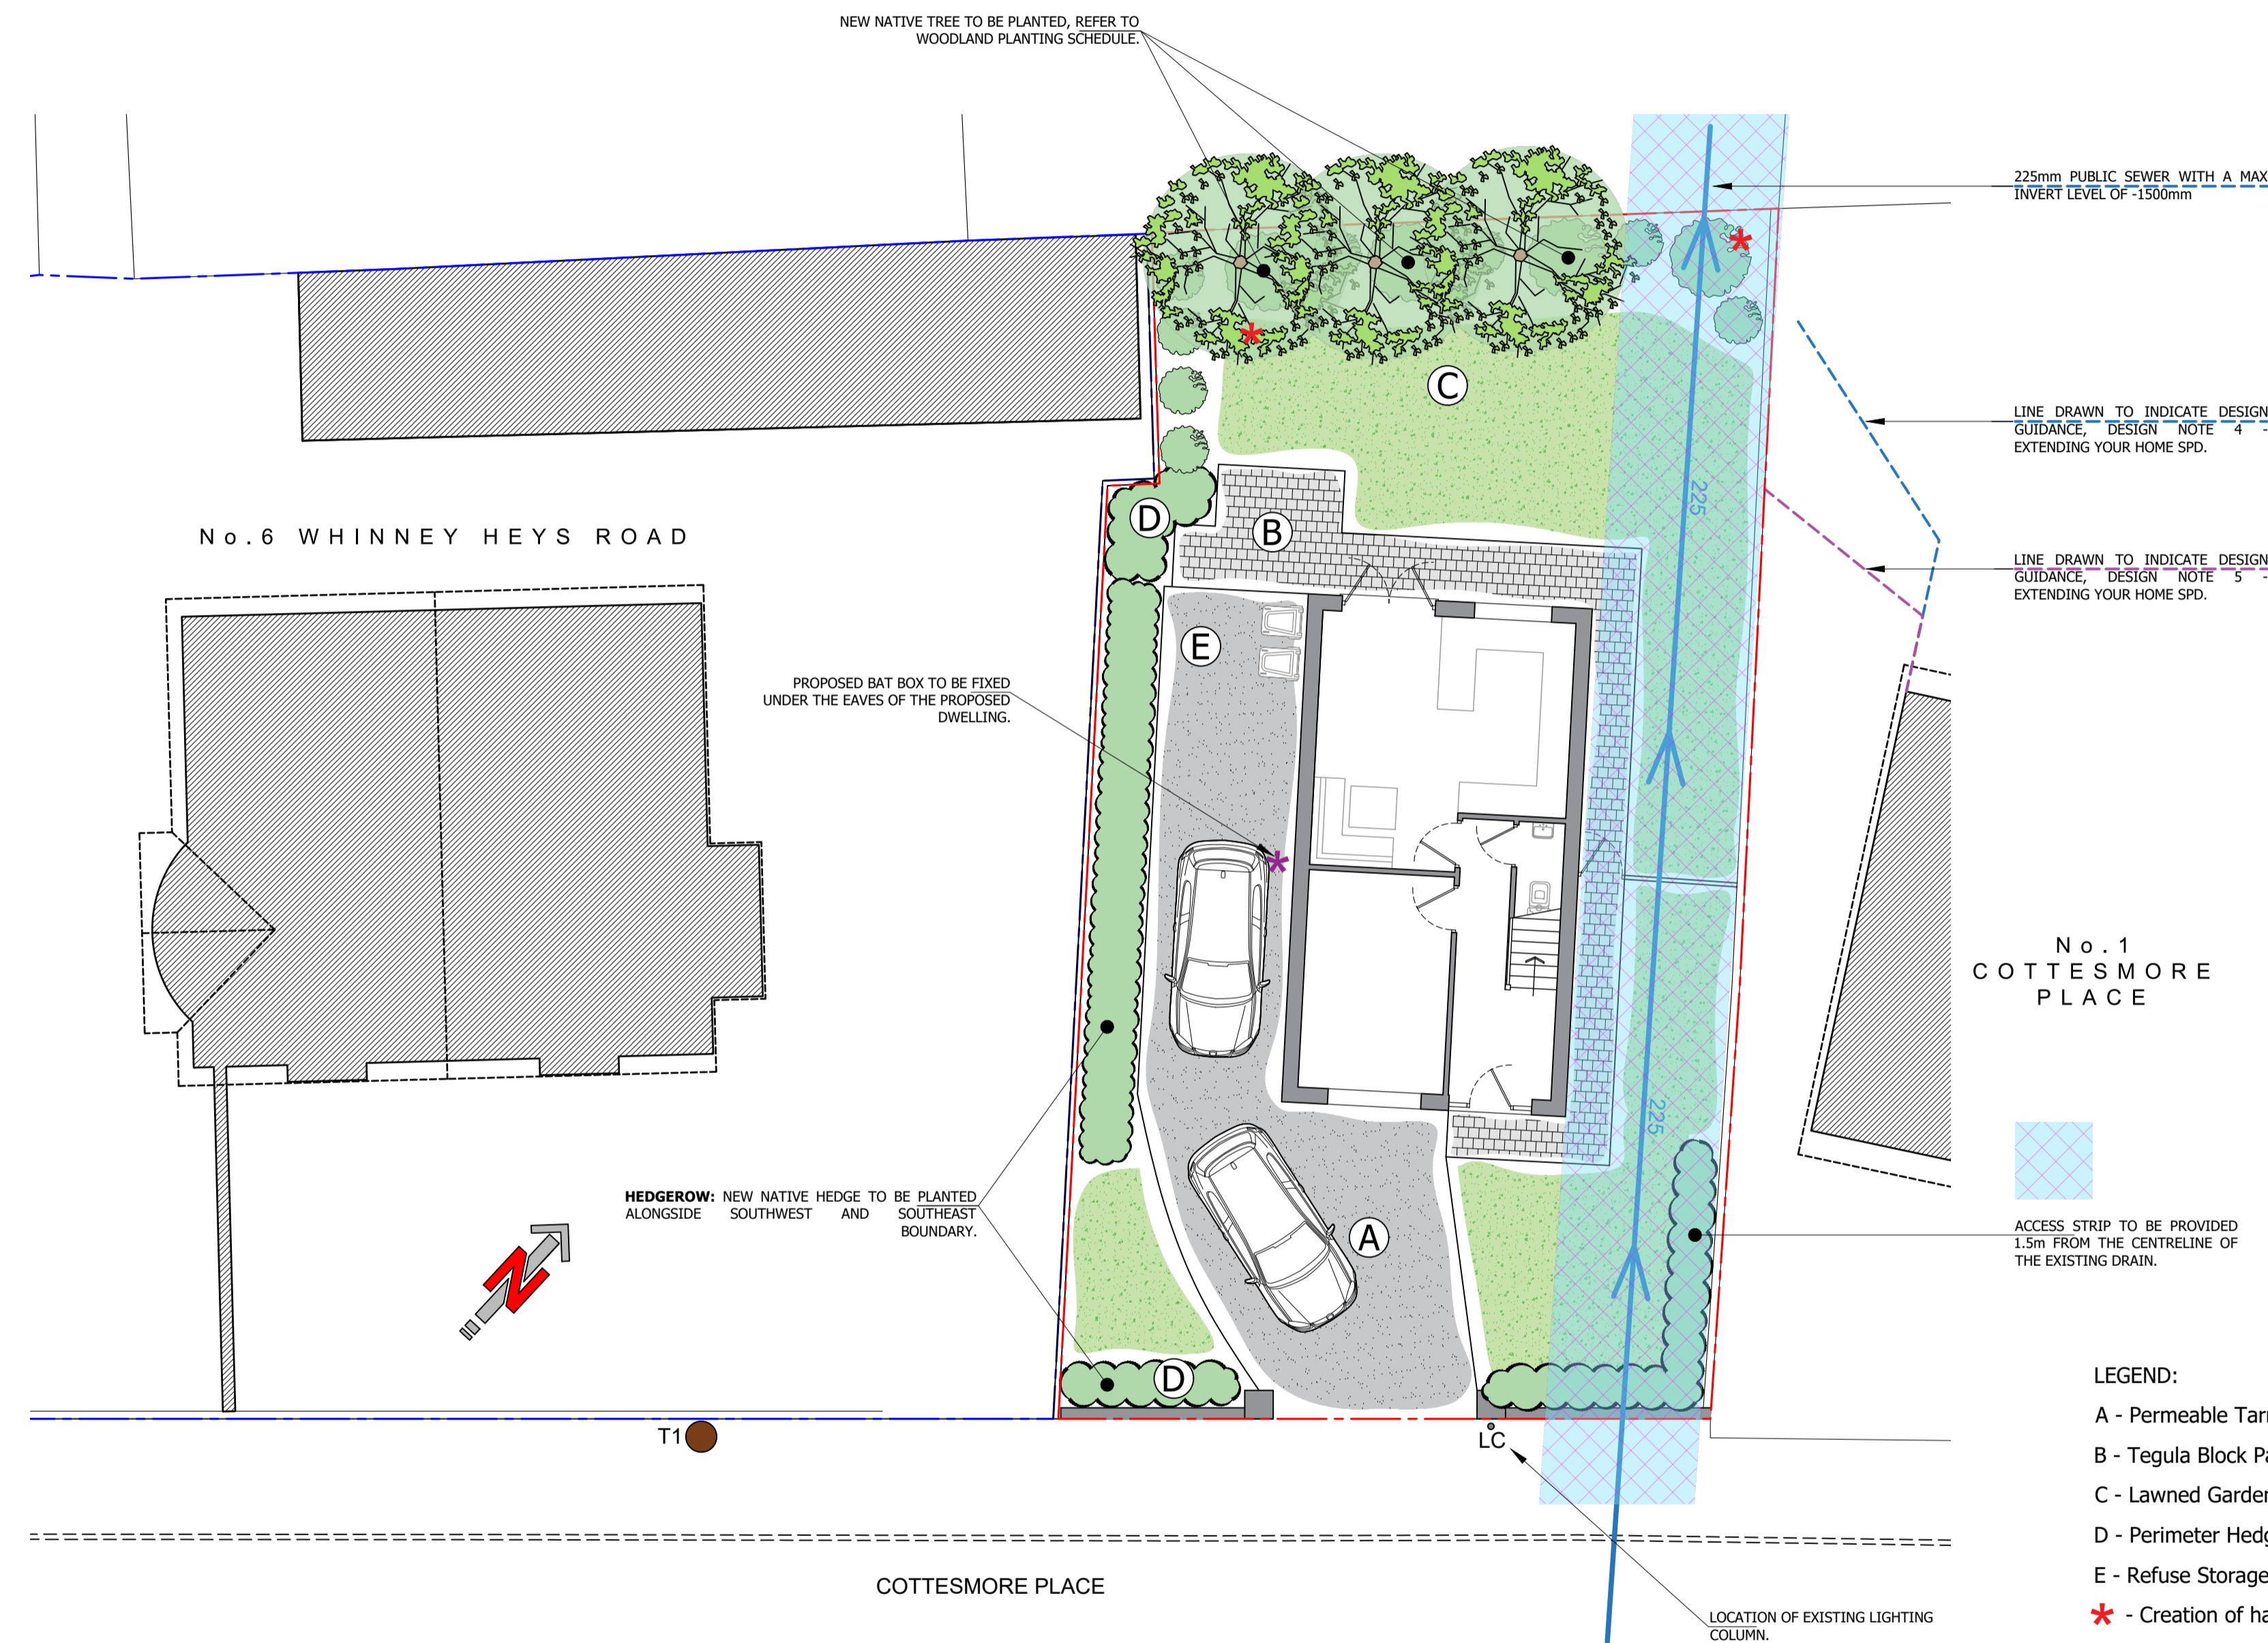 NEW NATIVE TREE TO BE PLANTED, REFER TO
WOODLAND PLANTING SCHEDULE.
225mm PUBLIC SEWER WITH A MAX
INVERT LEVEL OF -1500mm
C
LINE DRAWN TO INDICATE DESIGN
GUIDANCE, DESIGN NOTE 4 -
EXTENDING YOUR HOME SPD.
225
D
B
No.6 WHINNEY HEYS ROAD
LINE DRAWN TO INDICATE DESIGN
GUIDANCE, DESIGN NOTE 5 -
EXTENDING YOUR HOME SPD.
E
PROPOSED BAT BOX TO BE FIXED
UNDER THE EAVES OF THE PROPOSED
DWELLING.
No.1
COTTESMORE
PLACE
225
HEDGEROW: NEW NATIVE HEDGE TO BE PLANTED
ALONGSIDE SOUTHWEST AND SOUTHEAST
BOUNDARY.
N
A
ACCESS STRIP TO BE PROVIDED
1.5m FROM THE CENTRELINE OF
THE EXISTING DRAIN.
D
T1
LC
LEGEND:
A - Permeable Tar
B - Tegula Block Pa
C - Lawned Garden
D - Perimeter Hedg
E - Refuse Storage
* - Creation of ha
COTTESMORE PLACE
LOCATION OF EXISTING LIGHTING
COLUMN.